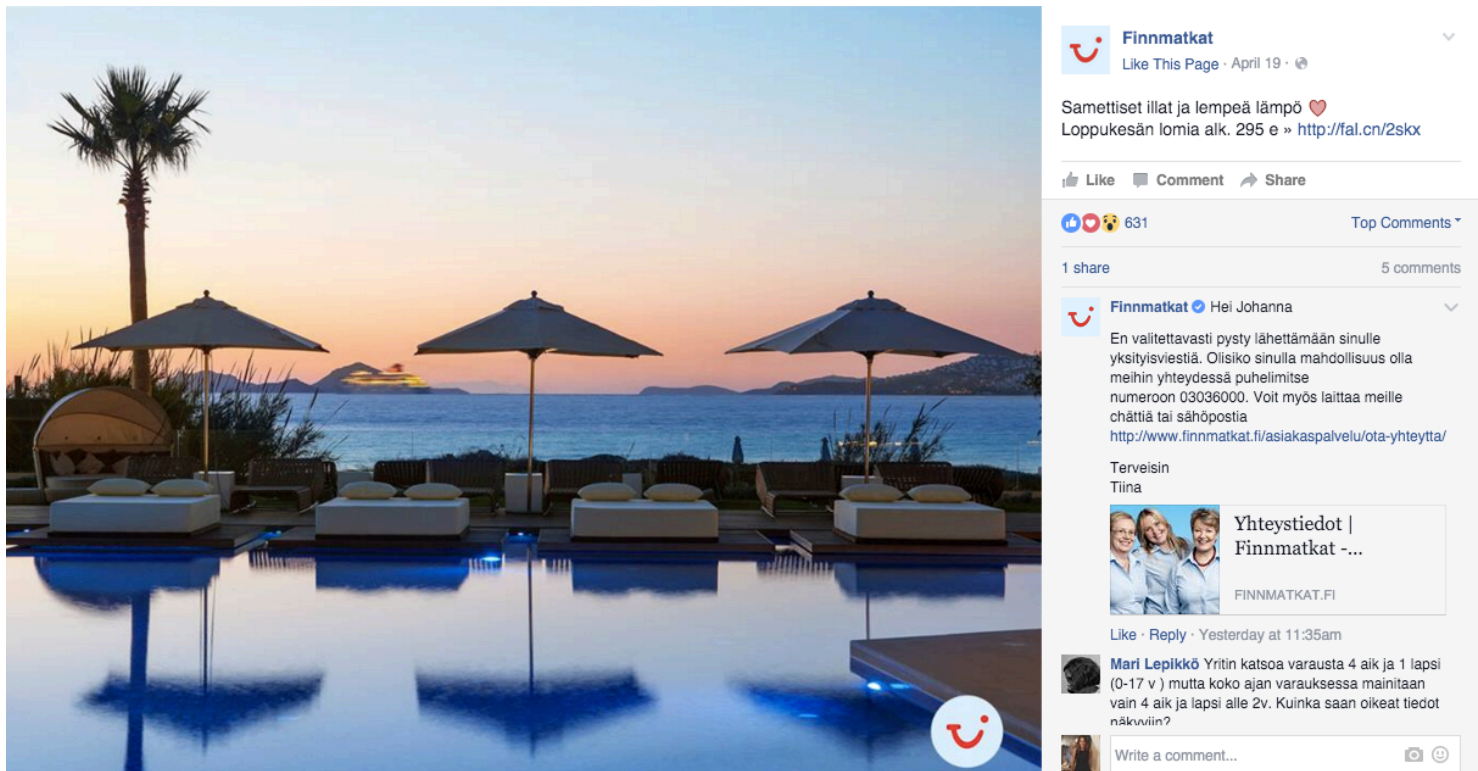 Finnmatkat
Like This Page · April 19 ·
Samettiset illat ja lempeä lämpö
Loppukesän lomia alk. 295 e » http://fal.cn/2skx
Like Comment Share
631 Top Comments
1 share 5 comments
Finnmatkat Hei Johanna
En valitettavasti pysty lähettämään sinulle
yksityisviestiä. Olisiko sinulla mahdollisuus olla
meihin yhteydessä puhelimitse
numeroon 03036000. Voit myös laittaa meille
chättiä tai sähöpostia
http://www.finnmatkat.fi/asiakaspalvelu/ota-yhteytta/
Terveisin
Tiina
Yhteystiedot |
Finnmatkat -...
FINNMATKAT.FI
Like · Reply · Yesterday at 11:35am
Mari Lepikkö Yritin katsoa varausta 4 aik ja 1 lapsi
(0-17 v ) mutta koko ajan varauksessa mainitaan
vain 4 aik ja lapsi alle 2v. Kuinka saan oikeat tiedot
näkyviin?
Write a comment...